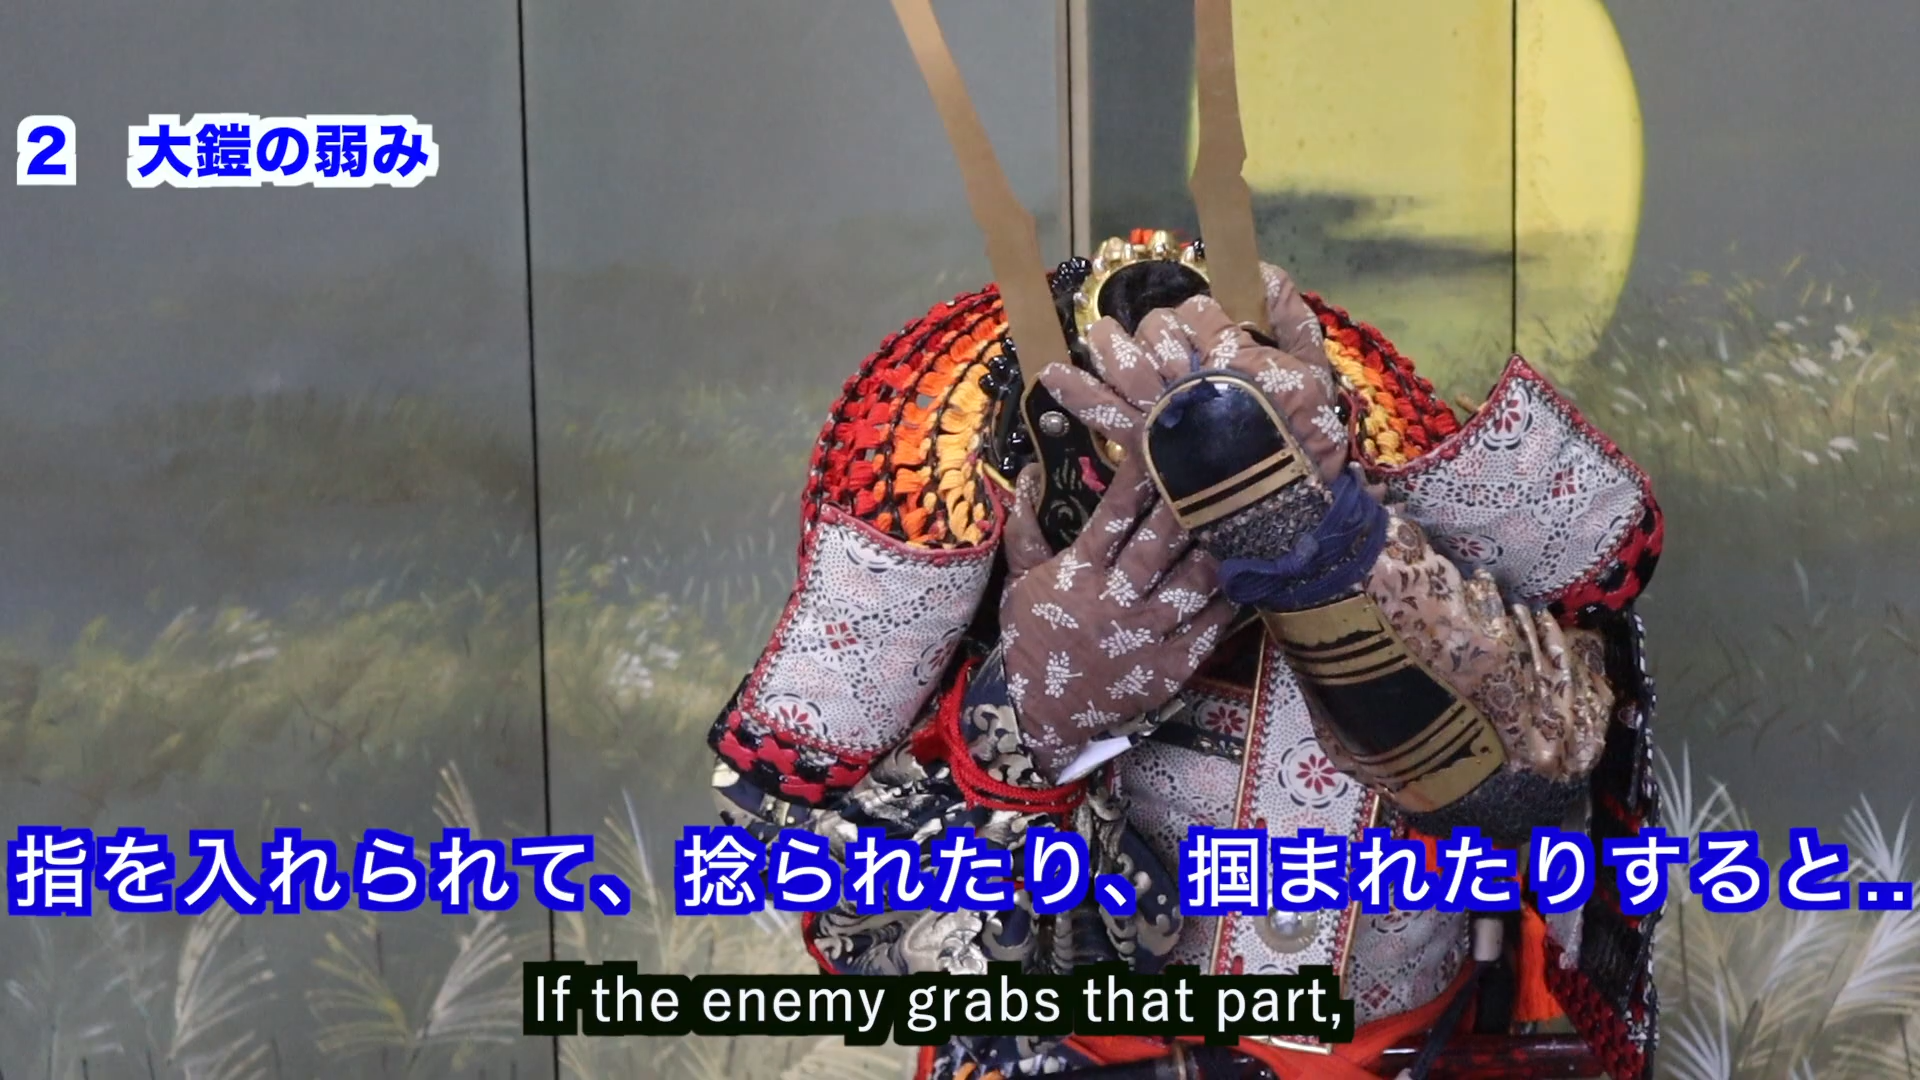 ２　大鎧の弱み
指を入れられて、捻られたり、掴まれたりすると..
If the enemy grabs that part,